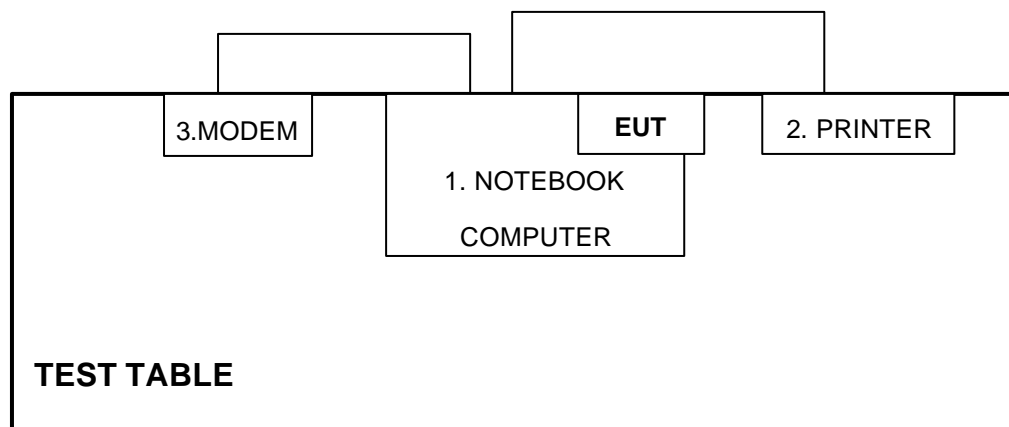 3.MODEM
EUT
2. PRINTER
1. NOTEBOOK
COMPUTER
TEST TABLE